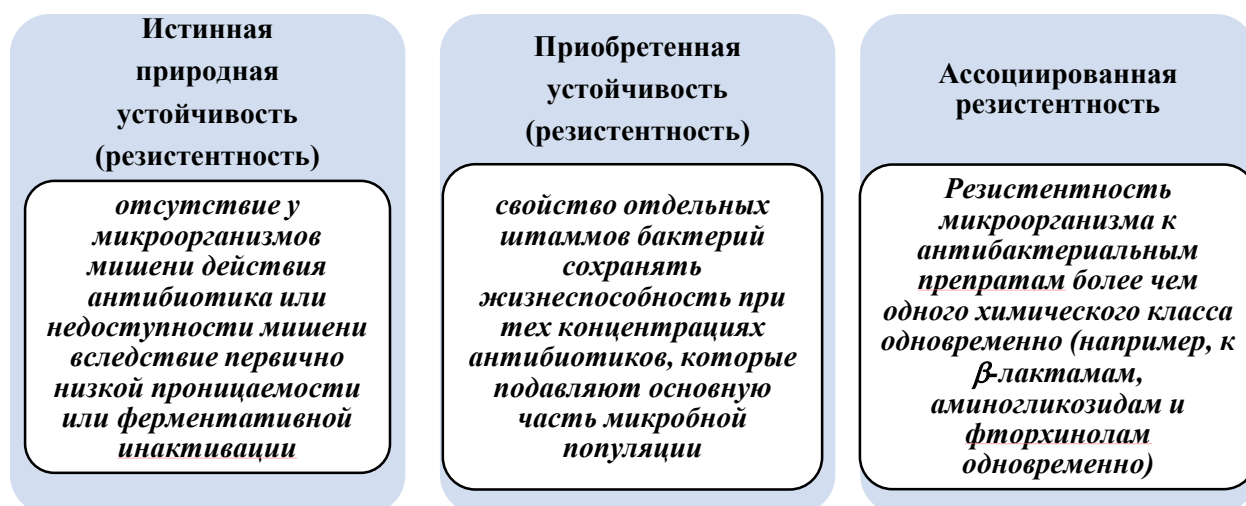 Истинная
природная
устойчивость
(резистентность)
отсутствие у
микроорганизмов
мишени действия
антибиотика или
недоступности мишени
вследствие первично
низкой проницаемости
или ферментативной
инактивации
Приобретенная
устойчивость
(резистентность)
свойство отдельных
штаммов бактерий
сохранять
жизнеспособность при
тех концентрациях
антибиотиков, которые
подавляют основную
часть микробной
популяции
Ассоциированная
резистентность
Резистентность
микроорганизма к
антибактериальным
препратам более чем
одного химического класса
одновременно (например, к
β-лактамам,
аминогликозидам и
фторхинолам
одновременно)